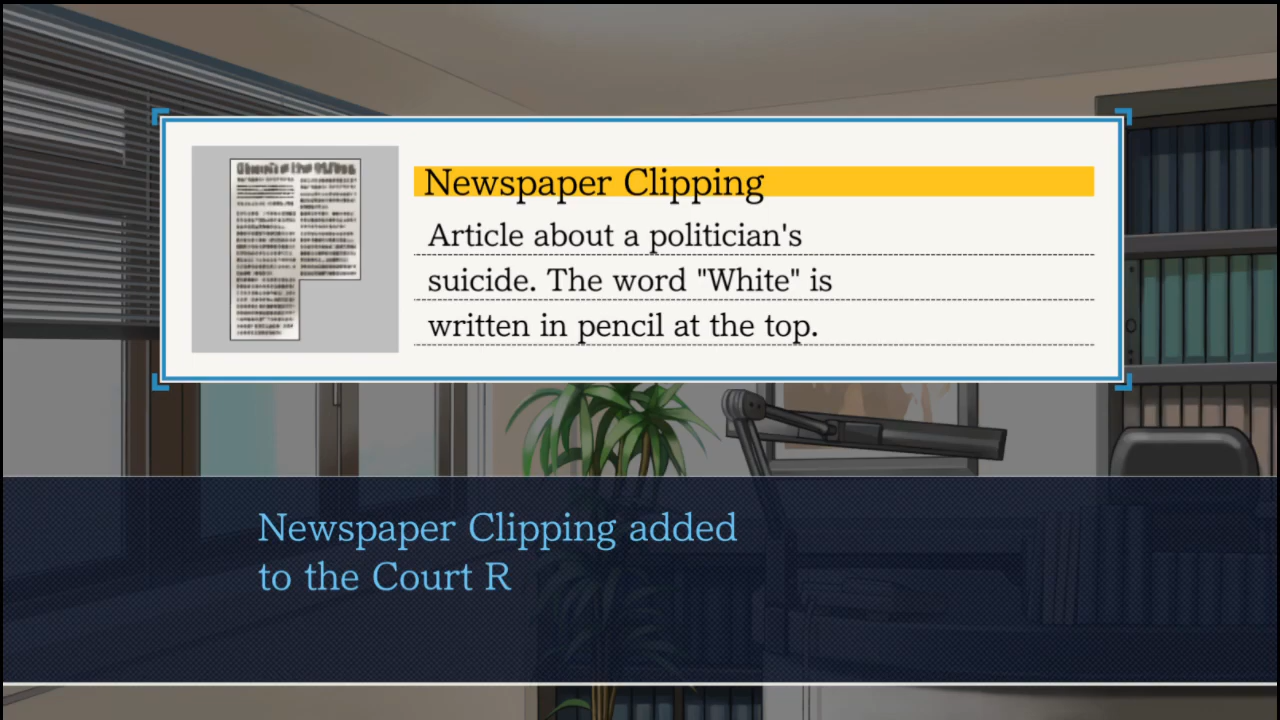 Newspaper Clipping
Article about a politician's
suicide. The word "White" is
written in pencil at the top.
Newspaper Clipping added
to the Court R